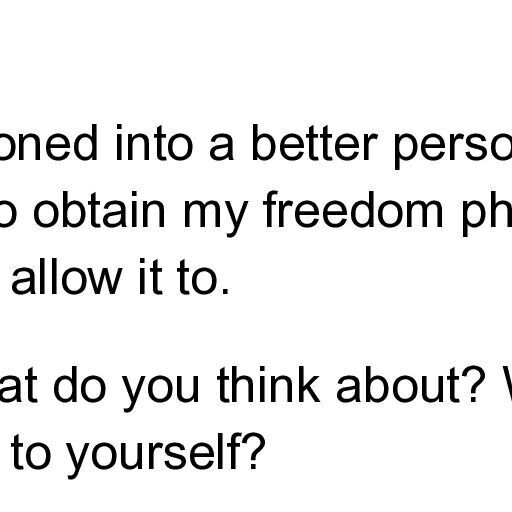 oned into a better perso
o obtain my freedom ph
allow it to.
at do you think about?
to yourself?